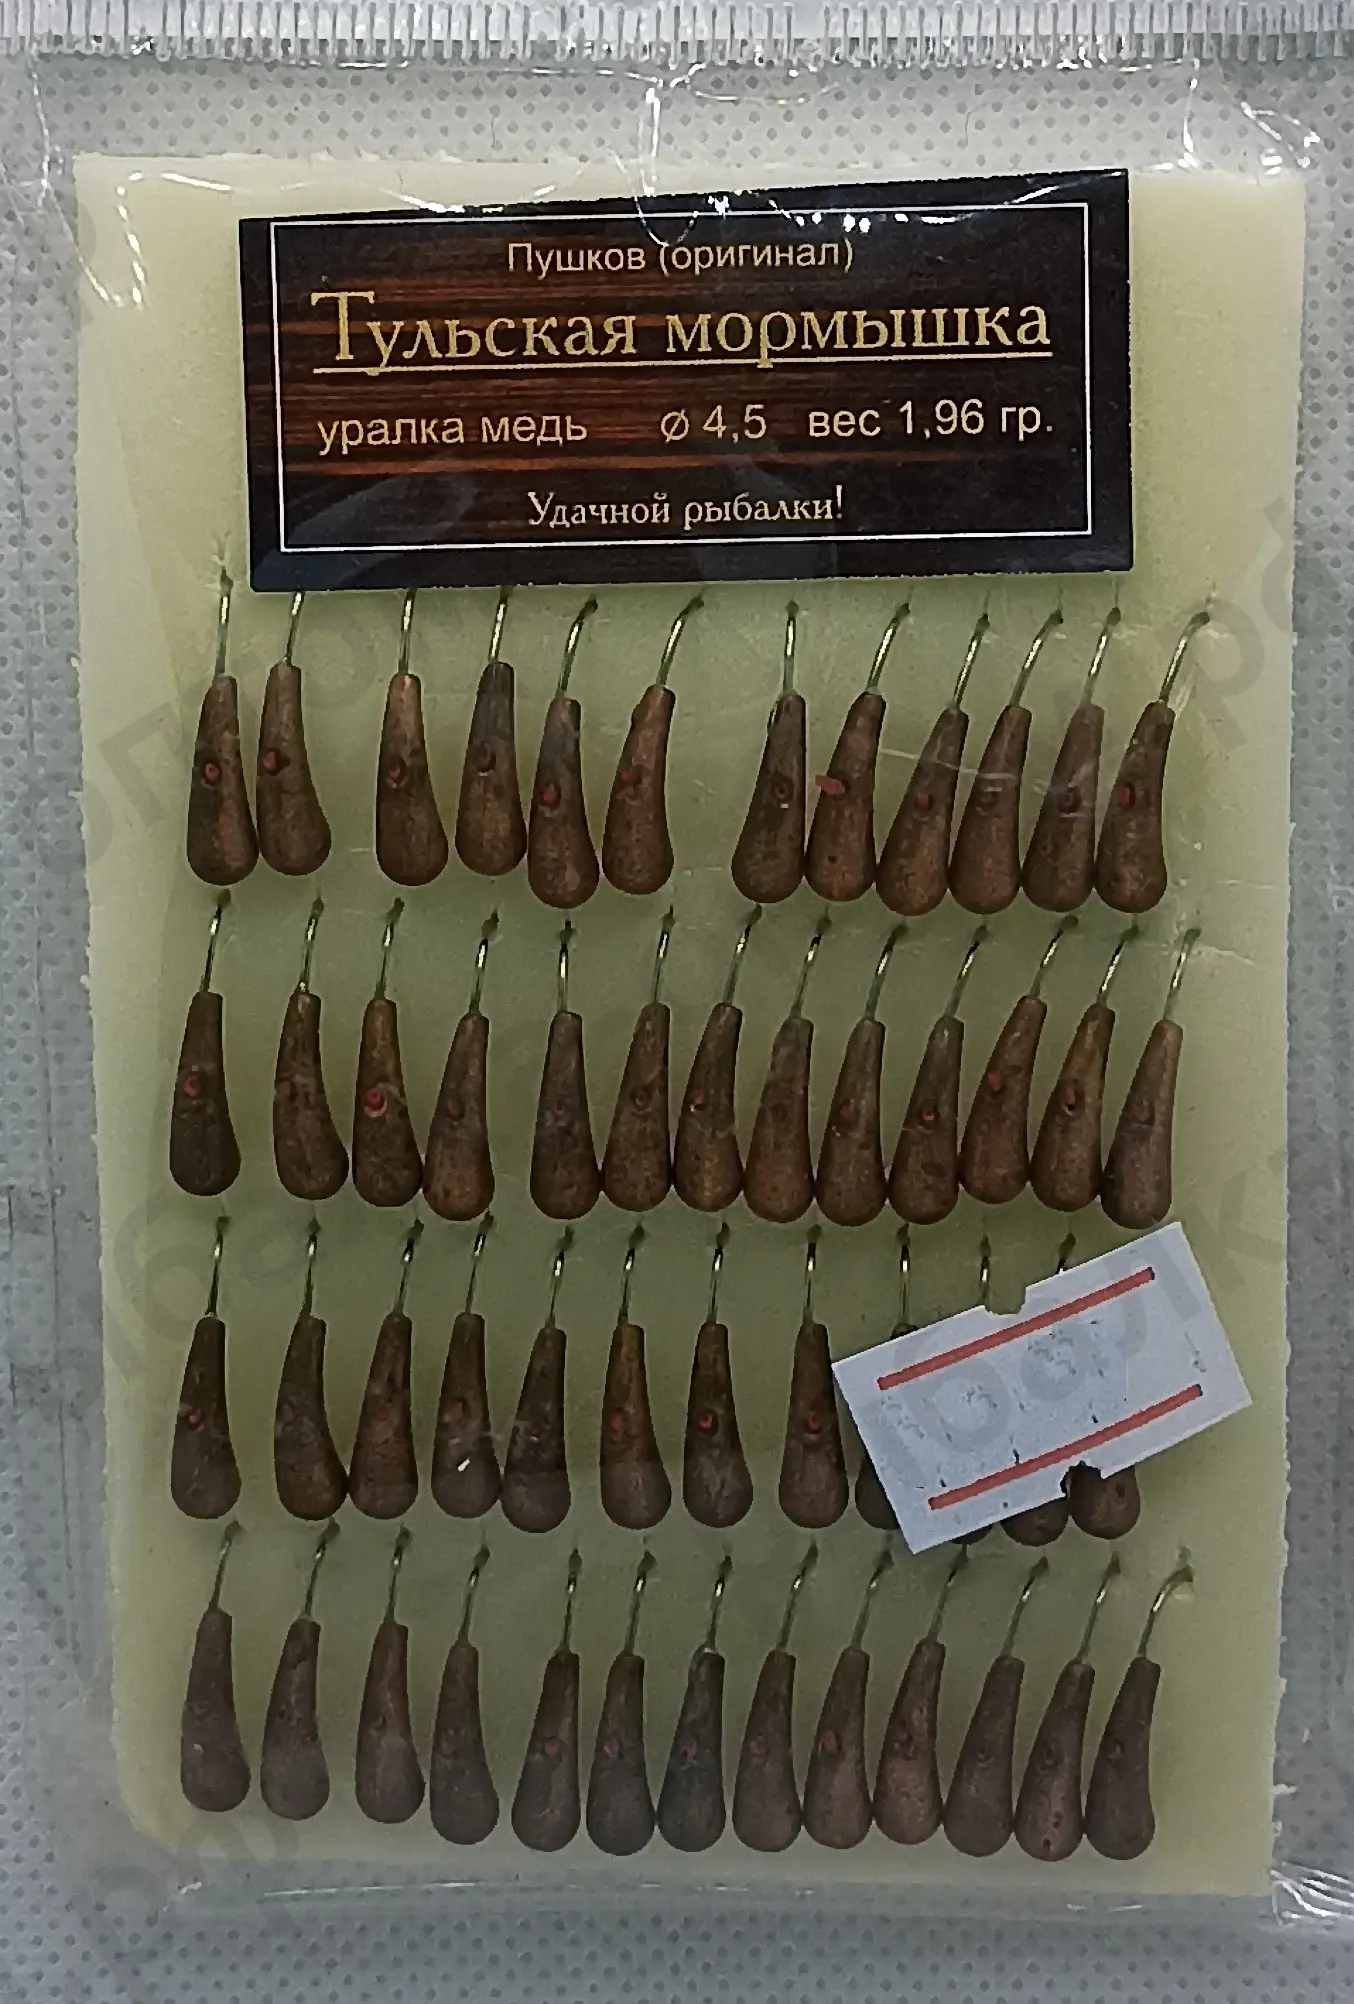 Пушков (оригинал)
Тульская мормышка
уралка медь ⌀ 4,5 вес 1,96 гр.
Удачной рыбалки!